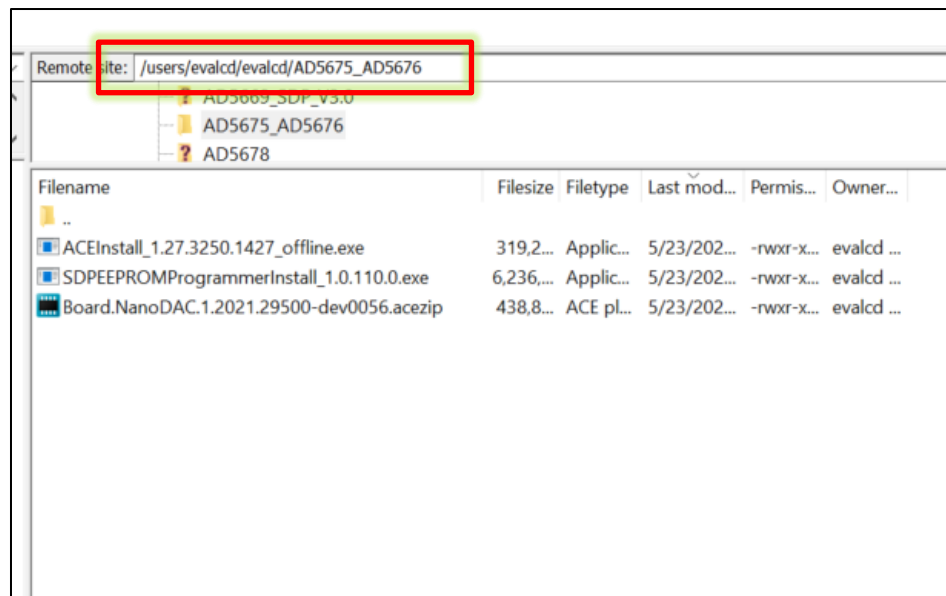 Remote site: /users/evalcd/evalcd/AD5675_AD5676
AD5669_SDP_V3.0
AD5675_AD5676
AD5678
Filename Filesize Filetype Last mod... Permis... Owner...
..
ACEInstall_1.27.3250.1427_offline.exe 319,2... Applic... 5/23/202... -rwxr-x... evalcd ...
SDPEEPROMProgrammerInstall_1.0.110.0.exe 6,236,... Applic... 5/23/202... -rwxr-x... evalcd ...
Board.NanoDAC.1.2021.29500-dev0056.acezip 438,8... ACE pl... 5/23/202... -rwxr-x... evalcd ...